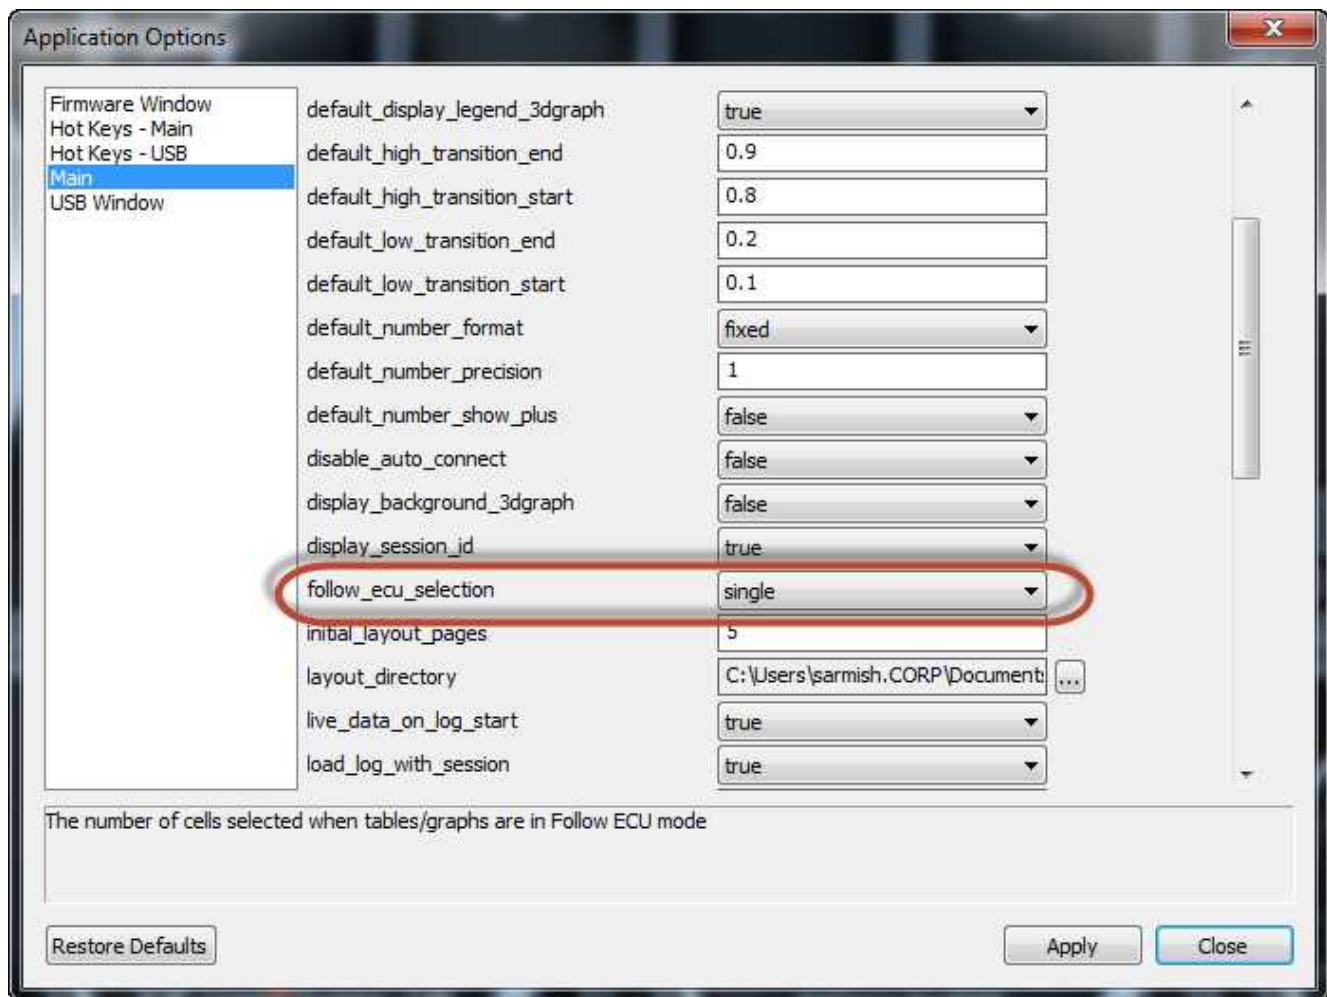 Application Options
Firmware Window
Hot Keys - Main
Hot Keys - USB
Main
USB Window
default_display_legend_3dgraph true
default_high_transition_end 0.9
default_high_transition_start 0.8
default_low_transition_end 0.2
default_low_transition_start 0.1
default_number_format fixed
default_number_precision 1
default_number_show_plus false
disable_auto_connect false
display_background_3dgraph false
display_session_id true
follow_ecu_selection single
initial_layout_pages 5
layout_directory C:\Users\sarmish.CORP\Document ...
live_data_on_log_start true
load_log_with_session true
The number of cells selected when tables/graphs are in Follow ECU mode
Restore Defaults Apply Close